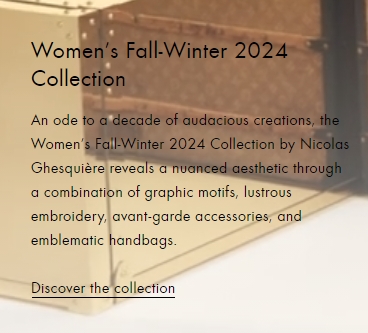 Women's Fall-Winter 2024
Collection
An ode to a decade of audacious creations, the
Women's Fall-Winter 2024 Collection by Nicolas
Ghesquière reveals a nuanced aesthetic through
a combination of graphic motifs, lustrous
embroidery, avant-garde accessories, and
emblematic handbags.
Discover the collection